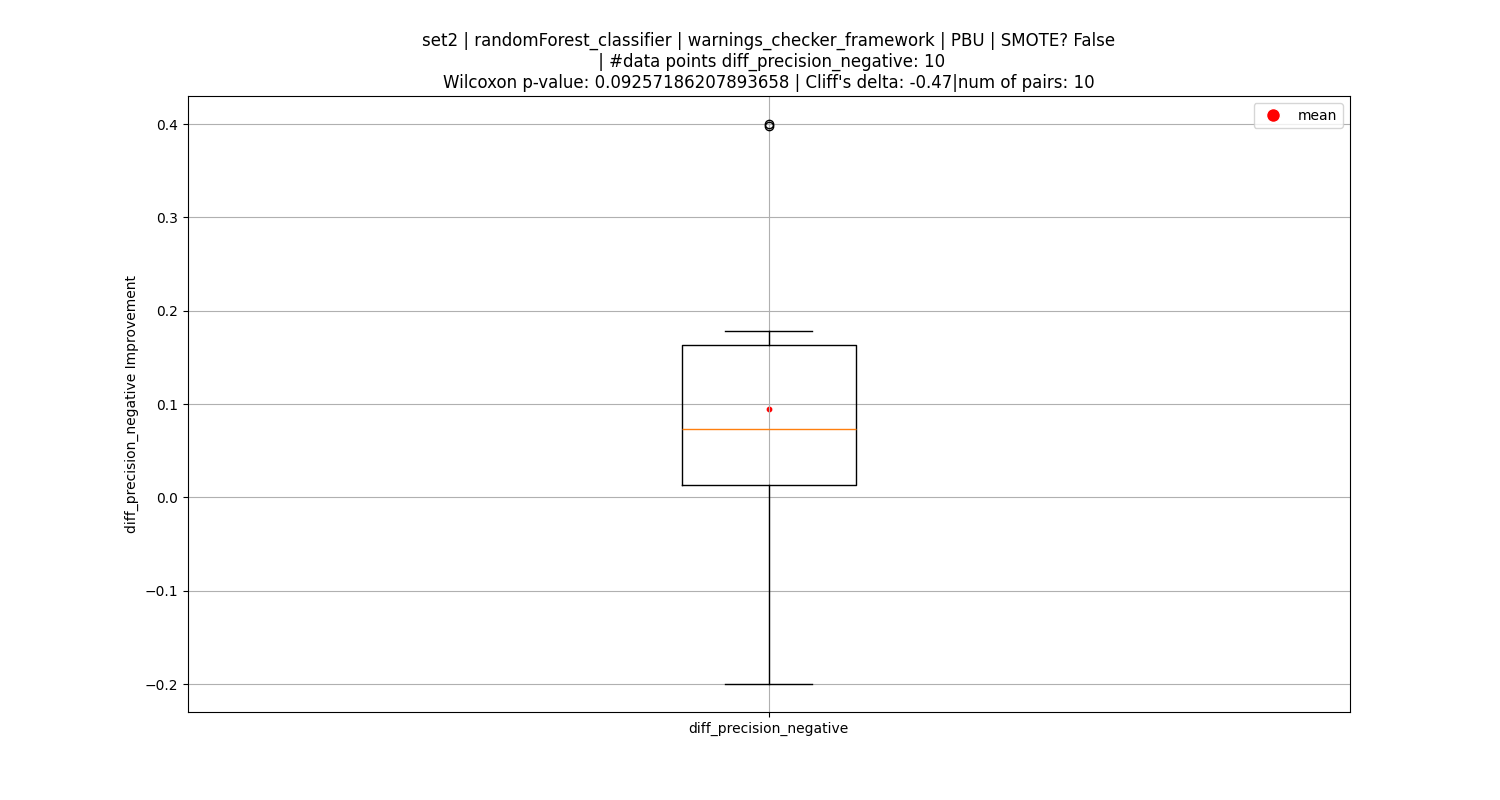 set2 | randomForest_classifier | warnings_checker_framework | PBU | SMOTE? False
| #data points diff_precision_negative: 10
Wilcoxon p-value: 0.09257186207893658 | Cliff's delta: -0.47|num of pairs: 10
mean
0.4
0.3
0.2
0.1
0.0
−0.1
−0.2
diff_precision_negative Improvement
diff_precision_negative